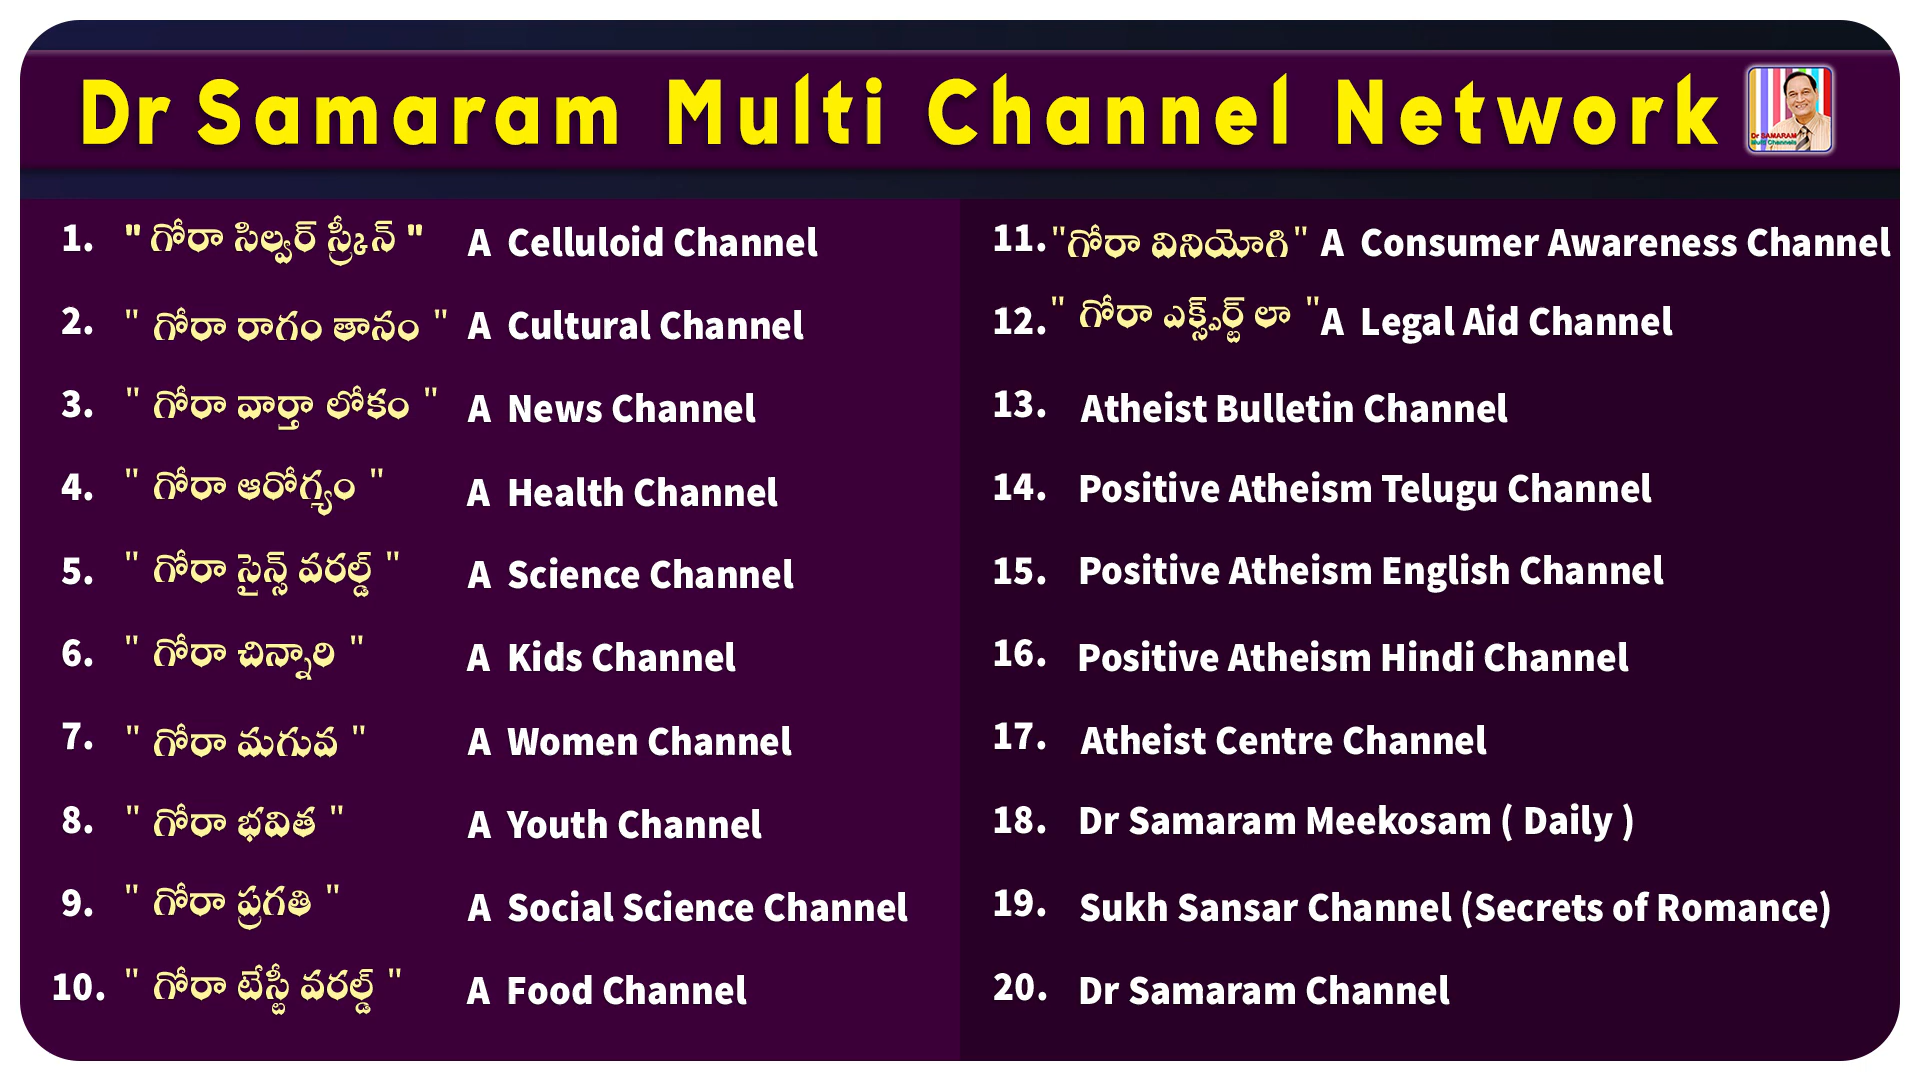 Dr Samaram Multi Channel Network
Dr SAMARAM
Multi Channels
1. " గోరా సిల్వర్ స్క్రీన్ " A Celluloid Channel
2. " గోరా రాగం తానం " A Cultural Channel
3. " గోరా వార్తా లోకం " A News Channel
4. " గోరా ఆరోగ్యం " A Health Channel
5. " గోరా సైన్స్ వరల్డ్ " A Science Channel
6. " గోరా చిన్నారి " A Kids Channel
7. " గోరా మగువ " A Women Channel
8. " గోరా భవిత " A Youth Channel
9. " గోరా ప్రగతి " A Social Science Channel
10. " గోరా టేస్టీ వరల్డ్ " A Food Channel
11. "గోరా వినియోగి" A Consumer Awareness Channel
12. " గోరా ఎక్స్పర్ట్ లా " A Legal Aid Channel
13. Atheist Bulletin Channel
14. Positive Atheism Telugu Channel
15. Positive Atheism English Channel
16. Positive Atheism Hindi Channel
17. Atheist Centre Channel
18. Dr Samaram Meekosam ( Daily )
19. Sukh Sansar Channel (Secrets of Romance)
20. Dr Samaram Channel